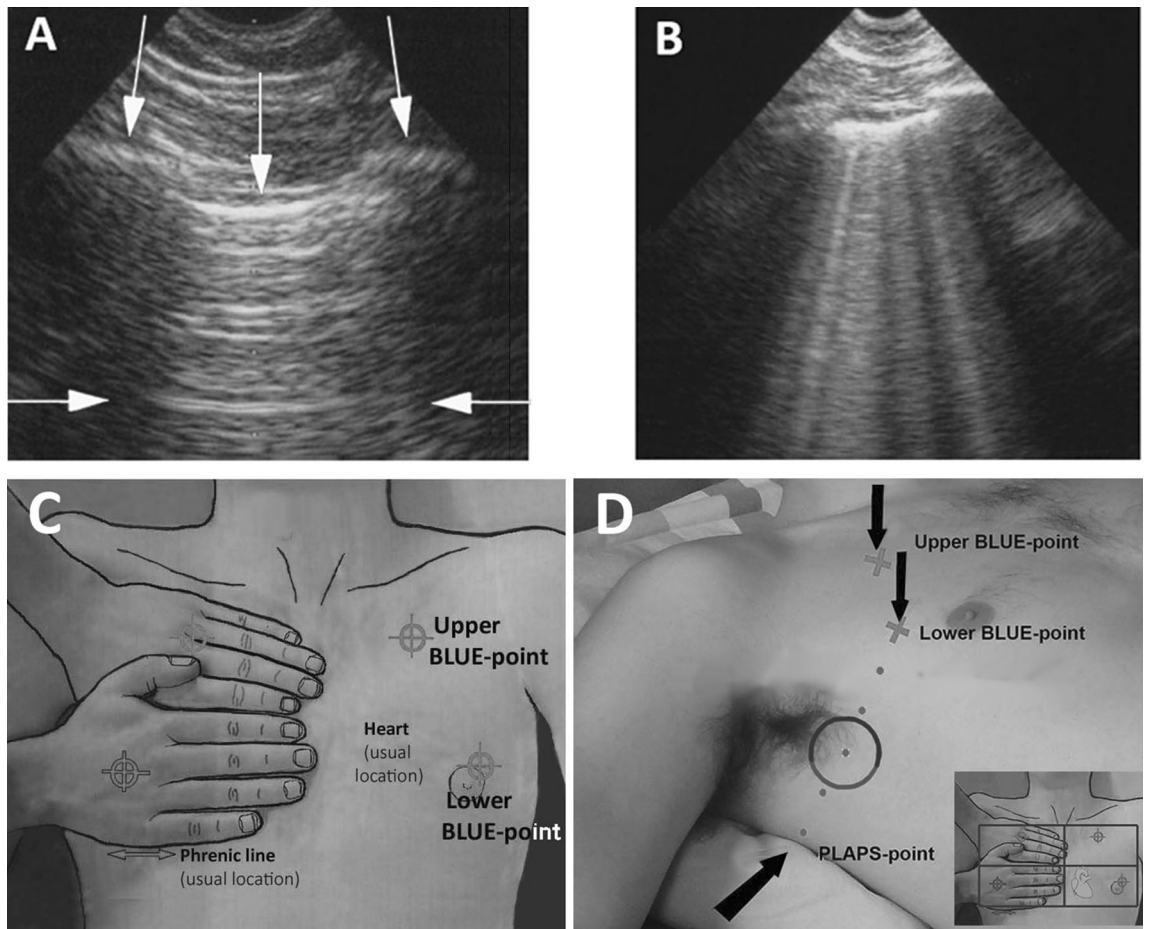 A
B
C
Upper
BLUE-point
Heart
(usual
location)
Lower
BLUE-point
Phrenic line
(usual location)
D
Upper BLUE-point
Lower BLUE-point
PLAPS-point